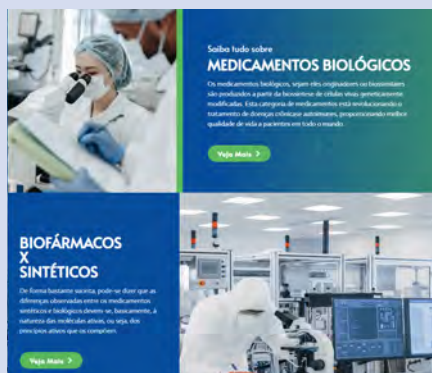 Saiba tudo sobre
MEDICAMENTOS BIOLÓGICOS
Os medicamentos biológicos, sejam eles originadores ou biossimilares
são produzidos a partir da biossíntese de células vivas geneticamente
modificadas. Esta categoria de medicamentos está revolucionando o
tratamento de doenças crônicas e autoimunes, proporcionando melhor
qualidade de vida a pacientes em todo o mundo.
Veja Mais >
BIOFÁRMACOS
X
SINTÉTICOS
De forma bastante sucinta, pode-se dizer que as
diferenças observadas entre os medicamentos
sintéticos e biológicos devem-se, basicamente, à
natureza das moléculas ativas, ou seja, dos
princípios ativos que os compõem.
Veja Mais >